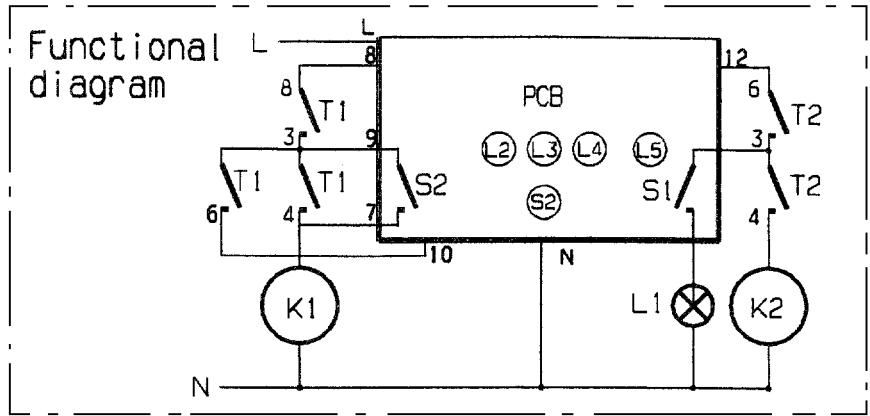 Functional
diagram
L
L
8
12
8
T1
PCB
6
T2
3
9
L2
L3
L4
L5
3
T1
T1
S2
S1
T2
6
4
7
S2
4
10
N
K1
L1
K2
N